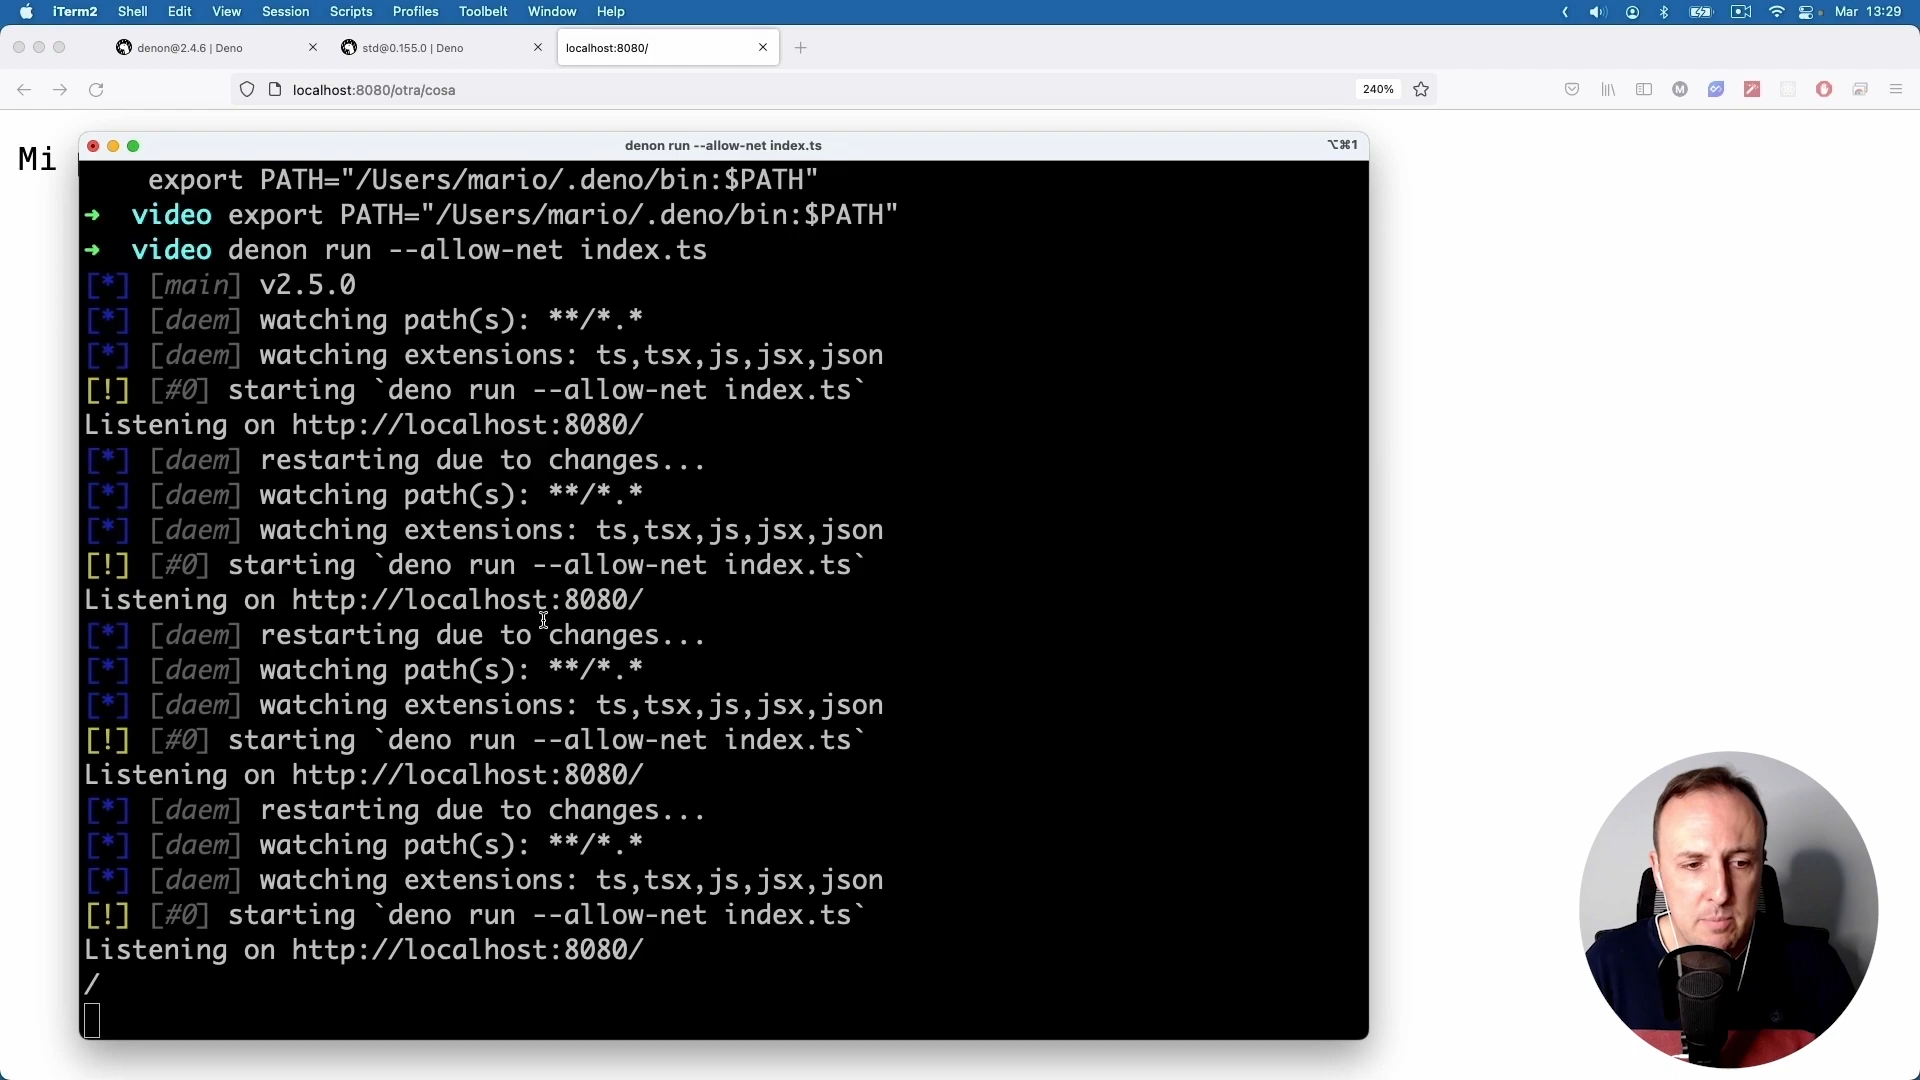 iTerm2 Shell Edit View Session Scripts Profiles Toolbelt Window Help Mar 13:29
denon@2.4.6 | Deno std@0.155.0 | Deno localhost:8080/
localhost:8080/otra/cosa 240%
Mi
denon run --allow-net index.ts ⌥⌘1
export PATH="/Users/mario/.deno/bin:$PATH"
➜ video export PATH="/Users/mario/.deno/bin:$PATH"
➜ video denon run --allow-net index.ts
[*] [main] v2.5.0
[*] [daem] watching path(s): **/*.*
[*] [daem] watching extensions: ts,tsx,js,jsx,json
[!] [#0] starting `deno run --allow-net index.ts`
Listening on http://localhost:8080/
[*] [daem] restarting due to changes...
[*] [daem] watching path(s): **/*.*
[*] [daem] watching extensions: ts,tsx,js,jsx,json
[!] [#0] starting `deno run --allow-net index.ts`
Listening on http://localhost:8080/
[*] [daem] restarting due to changes...
[*] [daem] watching path(s): **/*.*
[*] [daem] watching extensions: ts,tsx,js,jsx,json
[!] [#0] starting `deno run --allow-net index.ts`
Listening on http://localhost:8080/
[*] [daem] restarting due to changes...
[*] [daem] watching path(s): **/*.*
[*] [daem] watching extensions: ts,tsx,js,jsx,json
[!] [#0] starting `deno run --allow-net index.ts`
Listening on http://localhost:8080/
/